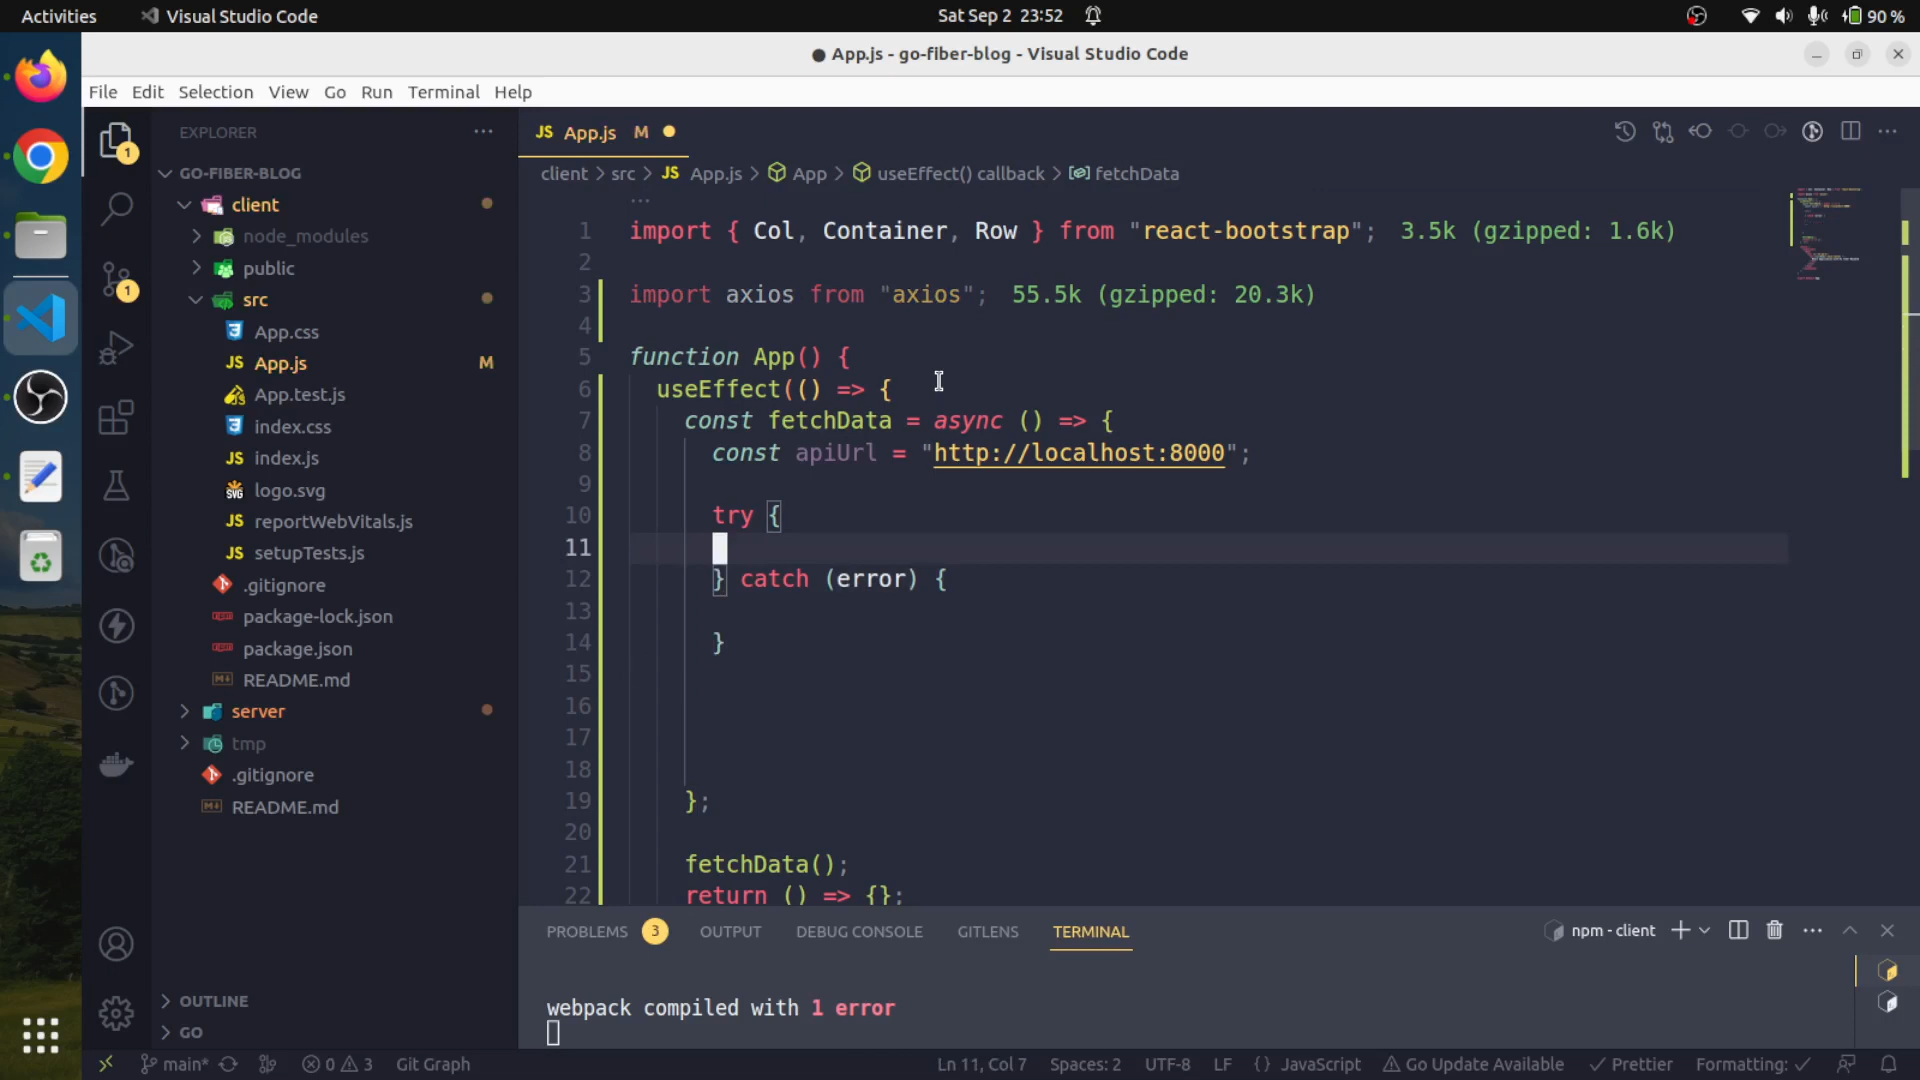 Activities Visual Studio Code Sat Sep 2 23:52 90 %
● App.js - go-fiber-blog - Visual Studio Code
File Edit Selection View Go Run Terminal Help
EXPLORER ···
JS App.js M
GO-FIBER-BLOG
client > src > JS App.js > App > useEffect() callback > fetchData
client
node_modules
public
src
App.css
JS App.js M
App.test.js
index.css
JS index.js
SVG logo.svg
JS reportWebVitals.js
JS setupTests.js
.gitignore
package-lock.json
package.json
README.md
server
tmp
.gitignore
README.md
OUTLINE
GO
1
1
···
1 import { Col, Container, Row } from "react-bootstrap"; 3.5k (gzipped: 1.6k)
2
3 import axios from "axios"; 55.5k (gzipped: 20.3k)
4
5 function App() {
6 useEffect(() => {
7 const fetchData = async () => {
8 const apiUrl = "http://localhost:8000";
9
10 try {
11
12 } catch (error) {
13
14 }
15
16
17
18
19 };
20
21 fetchData();
22 return () => {};
PROBLEMS 3 OUTPUT DEBUG CONSOLE GITLENS TERMINAL npm - client
webpack compiled with 1 error
main* 0 3 Git Graph Ln 11, Col 7 Spaces: 2 UTF-8 LF {} JavaScript Go Update Available Prettier Formatting: ✓